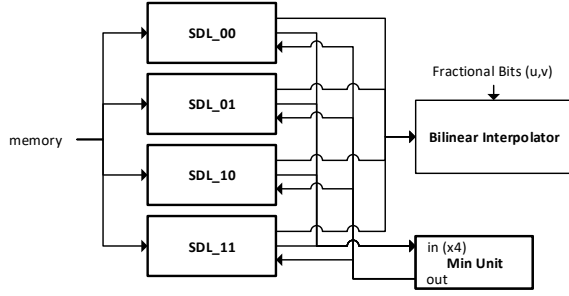 SDL_00
Fractional Bits (u,v)
SDL_01
memory
Bilinear Interpolator
SDL_10
SDL_11
in (x4)
Min Unit
out